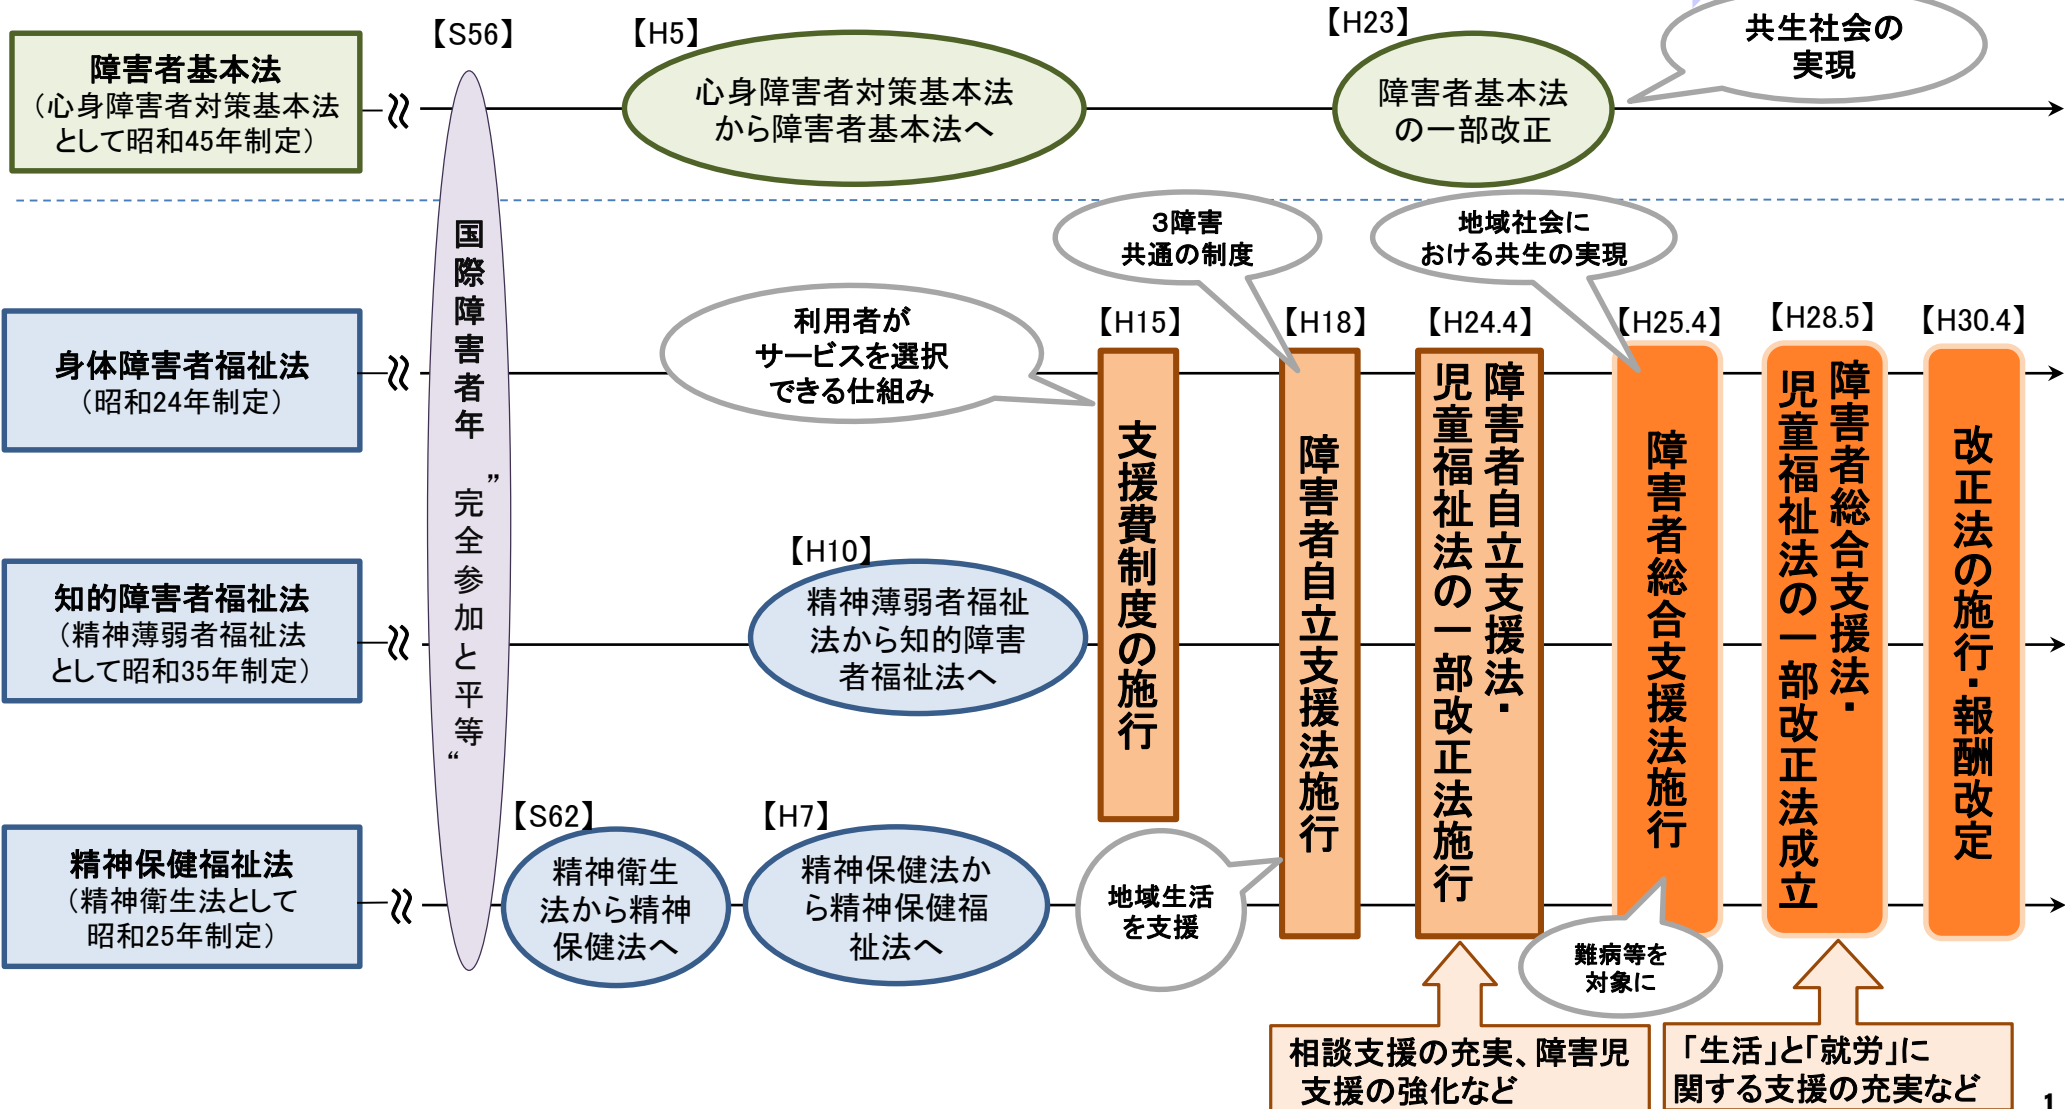 【S56】
【H5】
【H23】
共生社会の
実現
障害者基本法
（心身障害者対策基本法
として昭和45年制定）
心身障害者対策基本法
から障害者基本法へ
障害者基本法
の一部改正
国際障害者年　”完全参加と平等“
3障害
共通の制度
地域社会に
おける共生の実現
利用者が
サービスを選択
できる仕組み
【H15】
【H18】
【H24.4】
【H25.4】
【H28.5】
【H30.4】
身体障害者福祉法
（昭和24年制定）
支援費制度の施行
障害者自立支援法施行
障害者自立支援法・
児童福祉法の一部改正法施行
障害者総合支援法施行
障害者総合支援法・
児童福祉法の一部改正法成立
改正法の施行・報酬改定
【H10】
知的障害者福祉法
（精神薄弱者福祉法
として昭和35年制定）
精神薄弱者福祉
法から知的障害
者福祉法へ
【S62】
【H7】
精神保健福祉法
（精神衛生法として
昭和25年制定）
精神衛生
法から精神
保健法へ
精神保健法か
ら精神保健福
祉法へ
地域生活
を支援
難病等を
対象に
相談支援の充実、障害児
支援の強化など
「生活」と「就労」に
関する支援の充実など
1